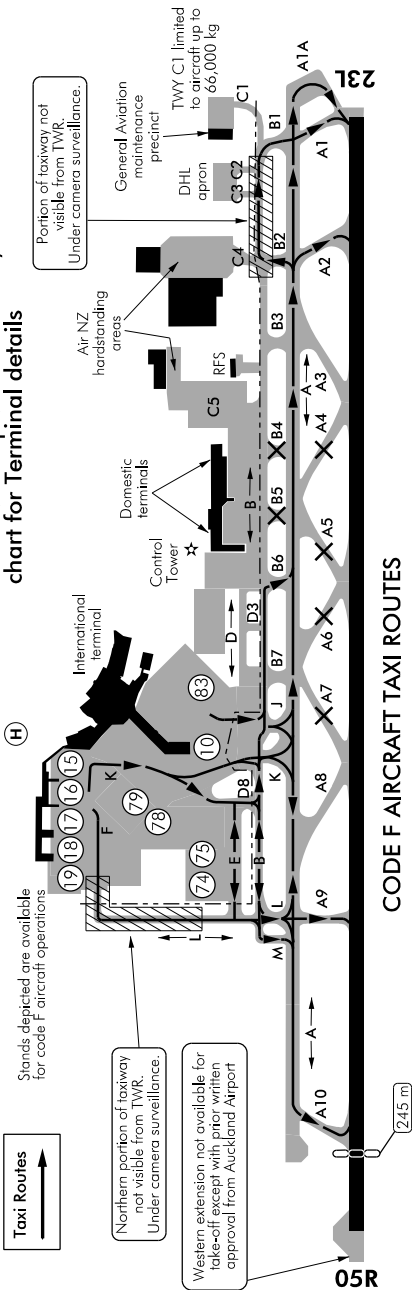 chart for Terminal details
Taxi Routes
Stands depicted are available
for code F aircraft operations
H
International
terminal
Control
Tower
Domestic
terminals
Air NZ
hardstanding
areas
Portion of taxiway not
visible from TWR.
Under camera surveillance.
General Aviation
maintenance
precinct
TWY C1 limited
to aircraft up to
66,000 kg
DHL
apron
RFS
Northern portion of taxiway
not visible from TWR.
Under camera surveillance.
Western extension not available for
take-off except with prior written
approval from Auckland Airport
19
18
17
16
15
F
K
79
78
83
10
74
75
L
E
D
D8
D3
B
B
C5
C4
C3
C2
C1
M
L
K
J
B7
B6
B5
B4
B3
B2
B1
A
A
A10
A9
A8
A7
A6
A5
A4
A3
A2
A1
A1A
245 m
05R
23L
CODE F AIRCRAFT TAXI ROUTES